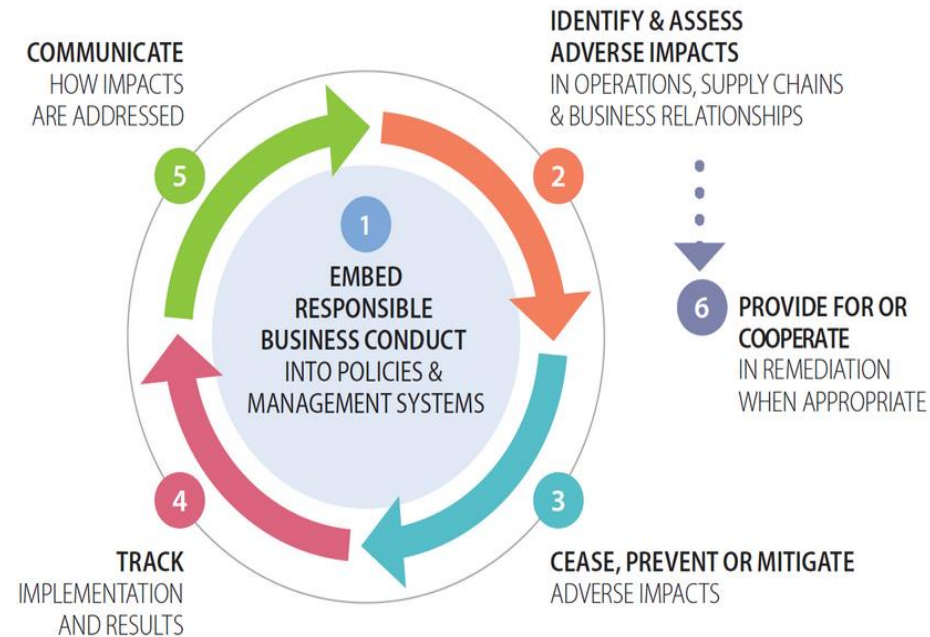 COMMUNICATE
HOW IMPACTS
ARE ADDRESSED
5
IDENTIFY & ASSESS
ADVERSE IMPACTS
IN OPERATIONS, SUPPLY CHAINS
& BUSINESS RELATIONSHIPS
2
1
EMBED
RESPONSIBLE
BUSINESS CONDUCT
INTO POLICIES &
MANAGEMENT SYSTEMS
6
PROVIDE FOR OR
COOPERATE
IN REMEDIATION
WHEN APPROPRIATE
4
TRACK
IMPLEMENTATION
AND RESULTS
3
CEASE, PREVENT OR MITIGATE
ADVERSE IMPACTS